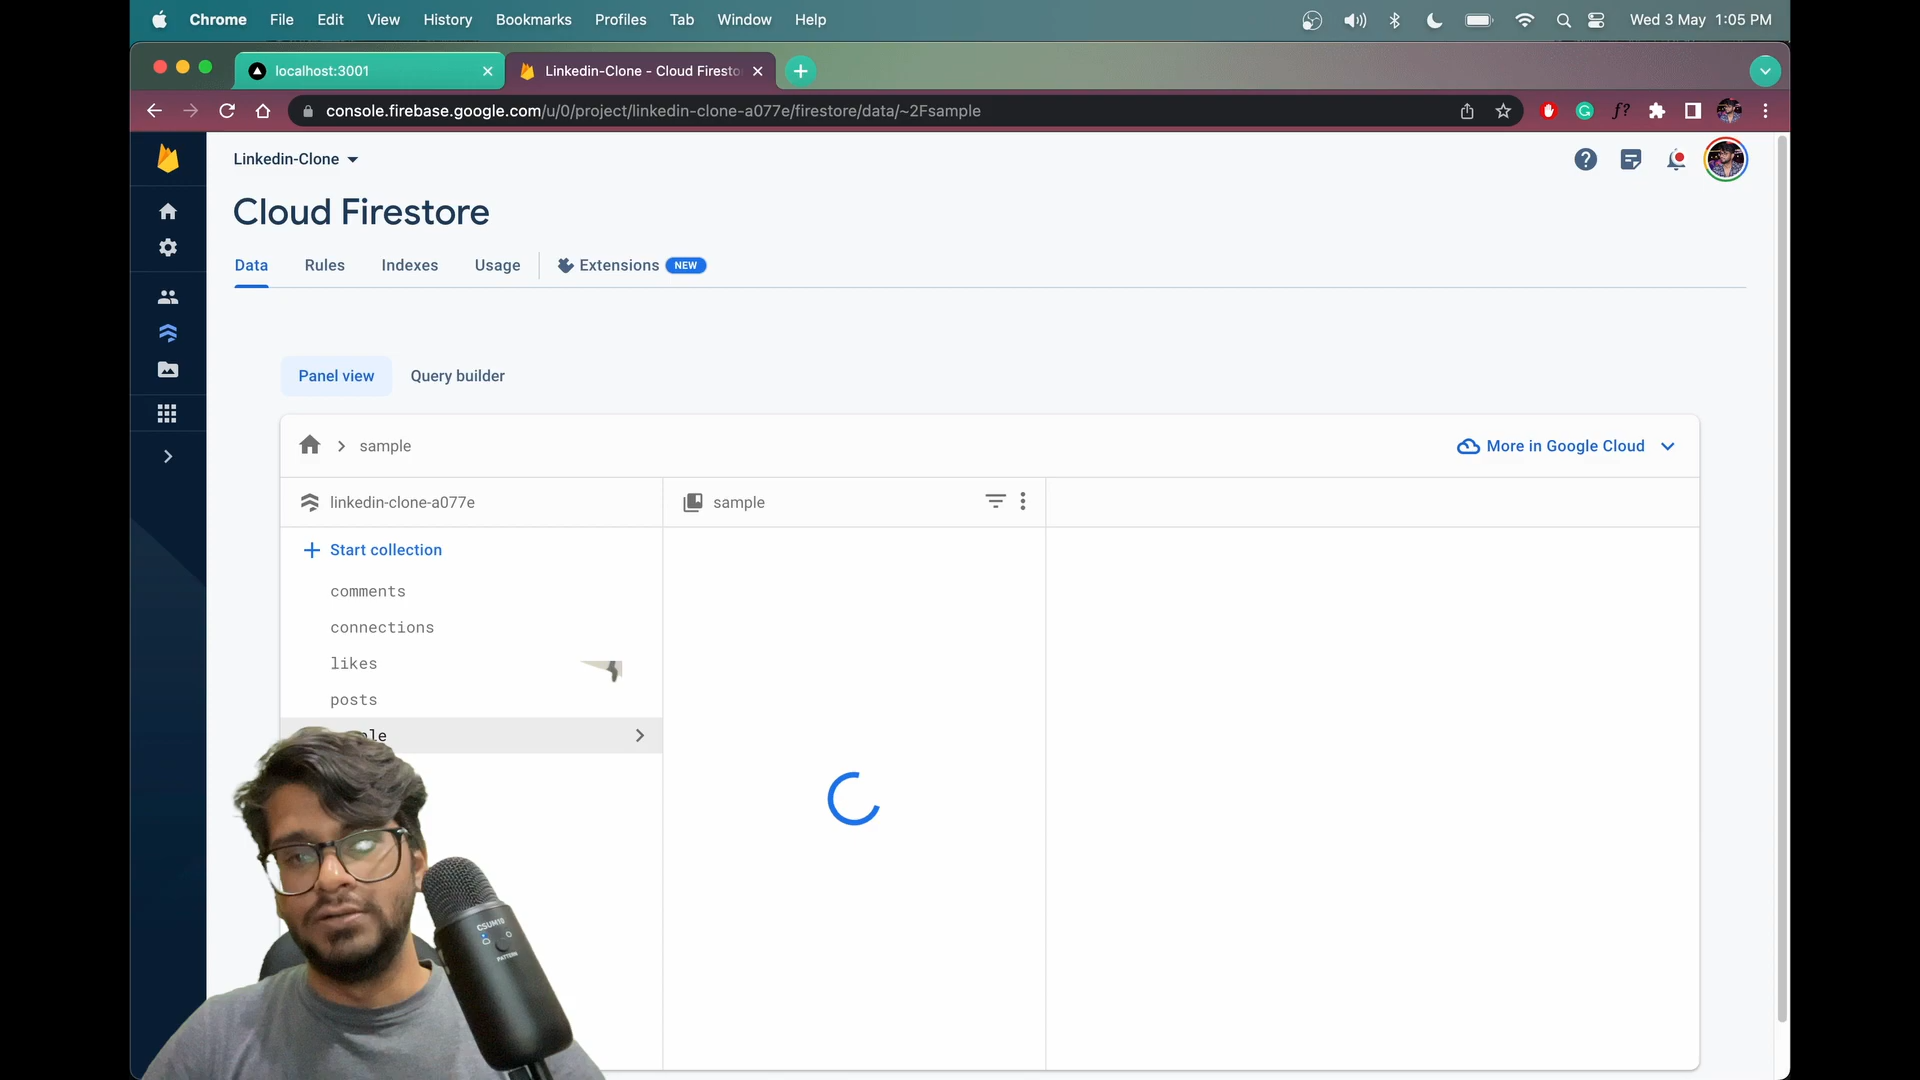 Chrome File Edit View History Bookmarks Profiles Tab Window Help Wed 3 May 1:05 PM
localhost:3001 Linkedin-Clone - Cloud Firesto
console.firebase.google.com/u/0/project/linkedin-clone-a077e/firestore/data/~2Fsample f?
Linkedin-Clone
Cloud Firestore
Data Rules Indexes Usage Extensions NEW
Panel view Query builder
sample More in Google Cloud
linkedin-clone-a077e sample
Start collection
comments
connections
likes
posts
CSUM10
PATTERN